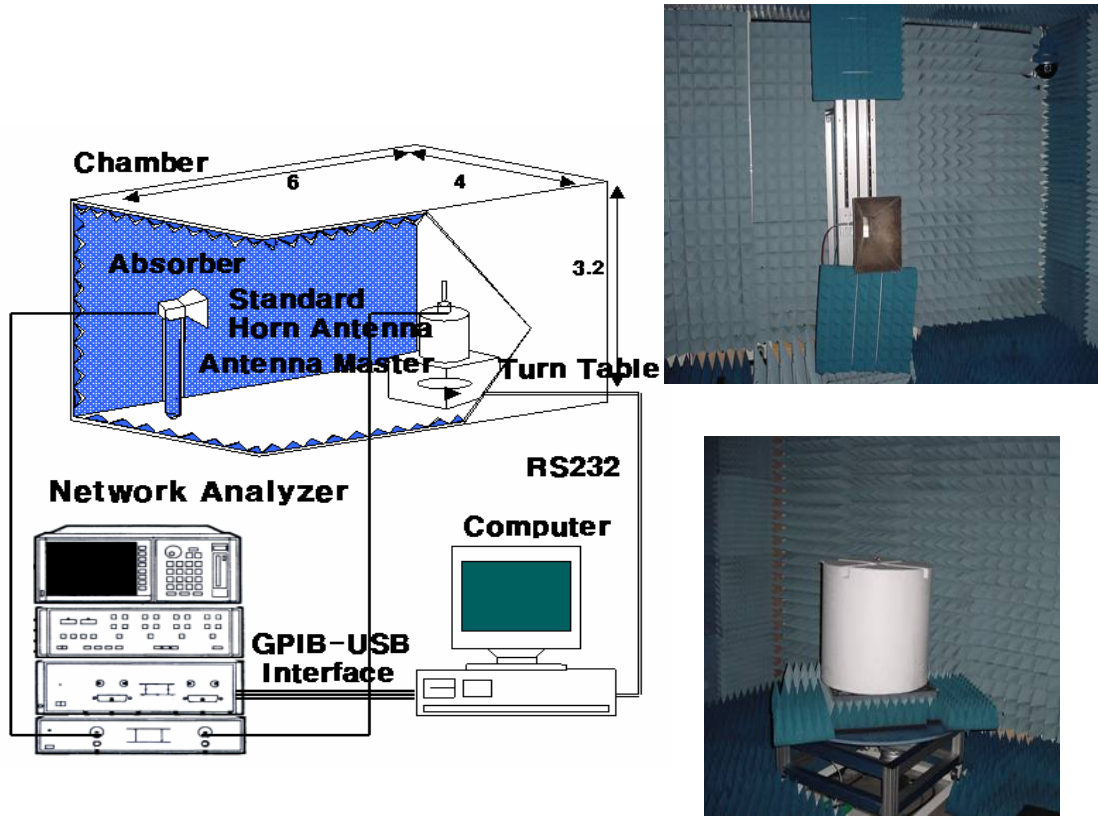 Chamber
6
4
3.2
Absorber
Standard
Horn Antenna
Antenna Master
Turn Table
RS232
Network Analyzer
Computer
GPIB-USB
Interface